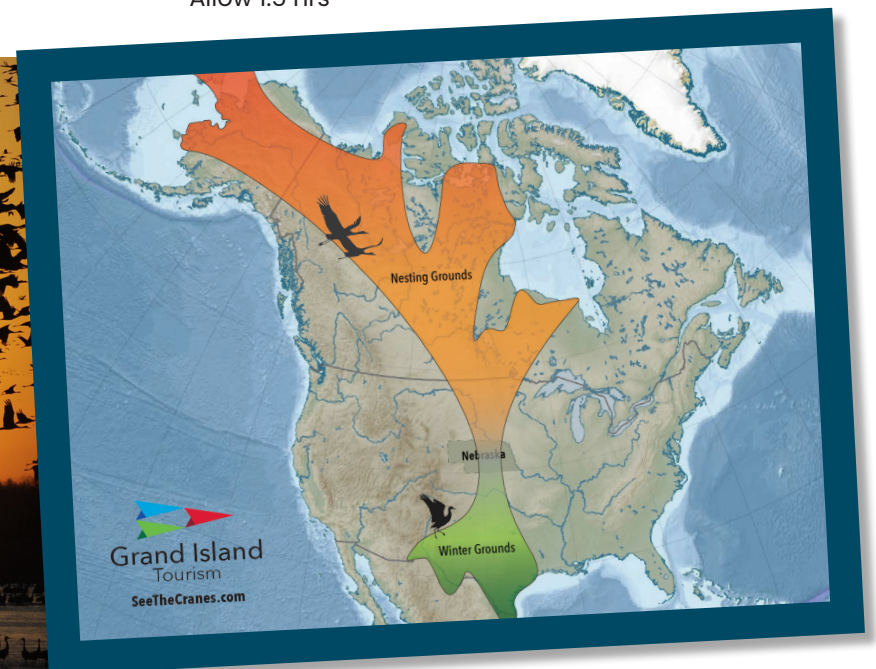 Allow 1.5 hrs
Nesting Grounds
Nebraska
Winter Grounds
Grand Island
Tourism
SeeTheCranes.com